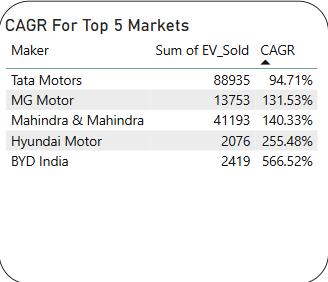 CAGR For Top 5 Markets
Maker Sum of EV_Sold CAGR
Tata Motors 88935 94.71%
MG Motor 13753 131.53%
Mahindra & Mahindra 41193 140.33%
Hyundai Motor 2076 255.48%
BYD India 2419 566.52%